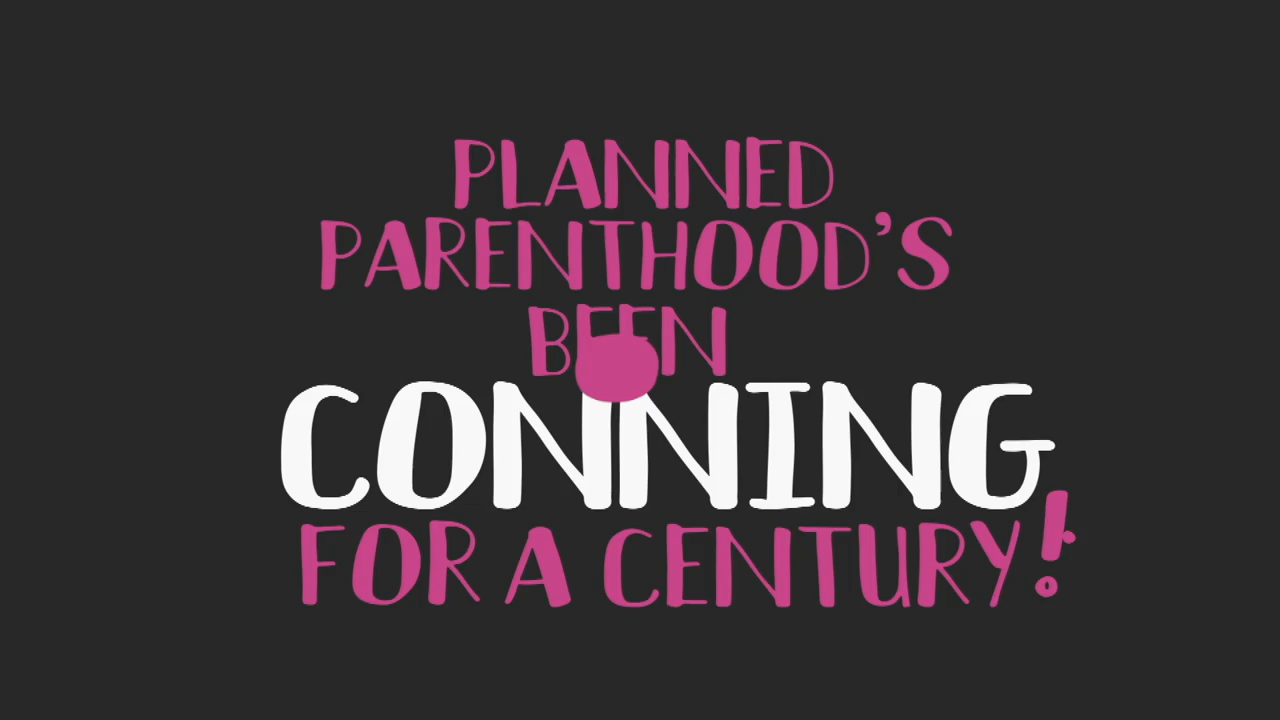 PLANNED
PARENTHOOD'S
BEEN
CONNING
FOR A CENTURY!